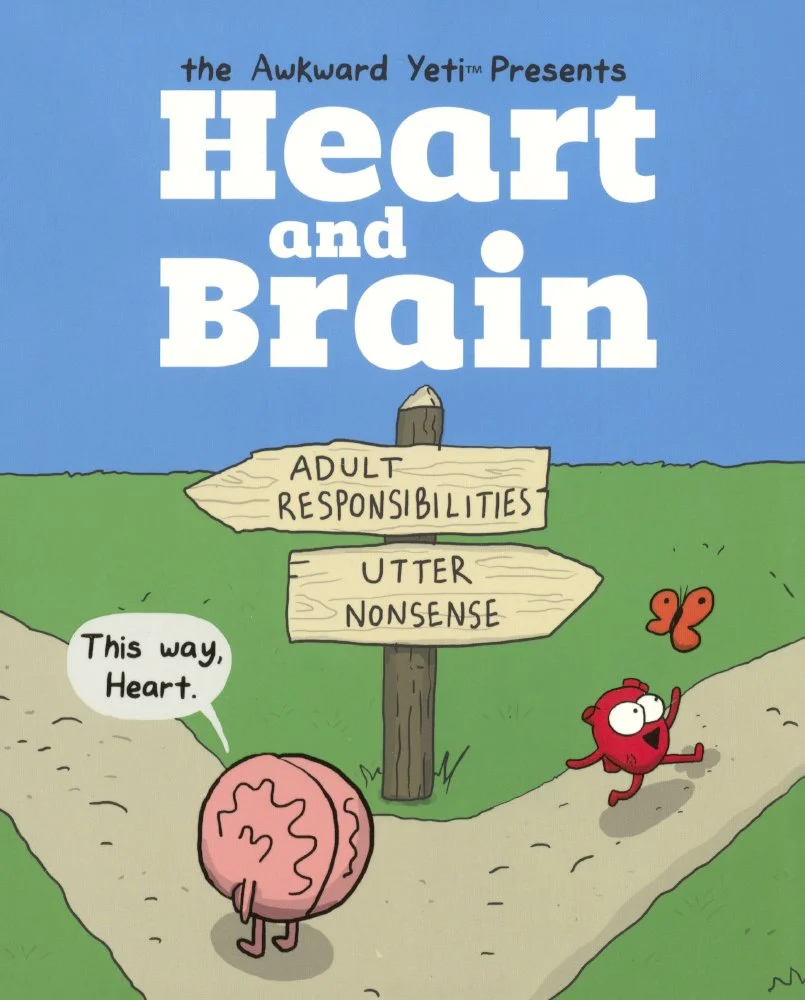 the Awkward Yeti™ Presents
Heart
and
Brain
ADULT
RESPONSIBILITIES
UTTER
NONSENSE
This way,
Heart.